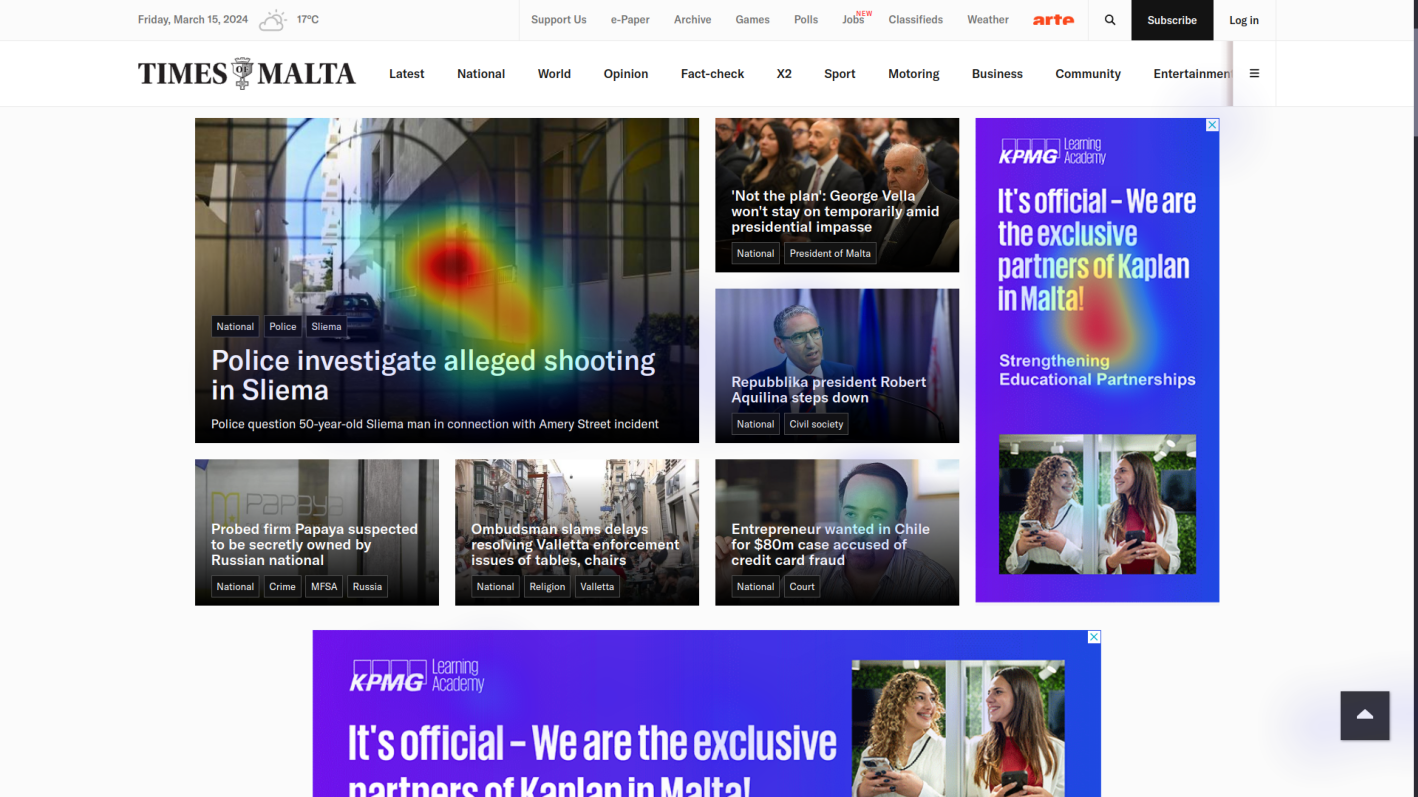 Friday, March 15, 2024
17°C
Support Us
e-Paper
Archive
Games
Polls
Jobs NEW
Classifieds
Weather
arte
Subscribe
Log in
TIMES OF MALTA
Latest
National
World
Opinion
Fact-check
X2
Sport
Motoring
Business
Community
Entertainmen
National Police Sliema
Police investigate alleged shooting
in Sliema
Police question 50-year-old Sliema man in connection with Amery Street incident
'Not the plan': George Vella
won't stay on temporarily amid
presidential impasse
National President of Malta
Repubblika president Robert
Aquilina steps down
National Civil society
KPMG Learning
Academy
It's official – We are
the exclusive
partners of Kaplan
in Malta!
Strengthening
Educational Partnerships
PAPAYA
Probed firm Papaya suspected
to be secretly owned by
Russian national
National Crime MFSA Russia
Ombudsman slams delays
resolving Valletta enforcement
issues of tables, chairs
National Religion Valletta
Entrepreneur wanted in Chile
for $80m case accused of
credit card fraud
National Court
KPMG Learning
Academy
It's official – We are the exclusive
partners of Kaplan in Malta!